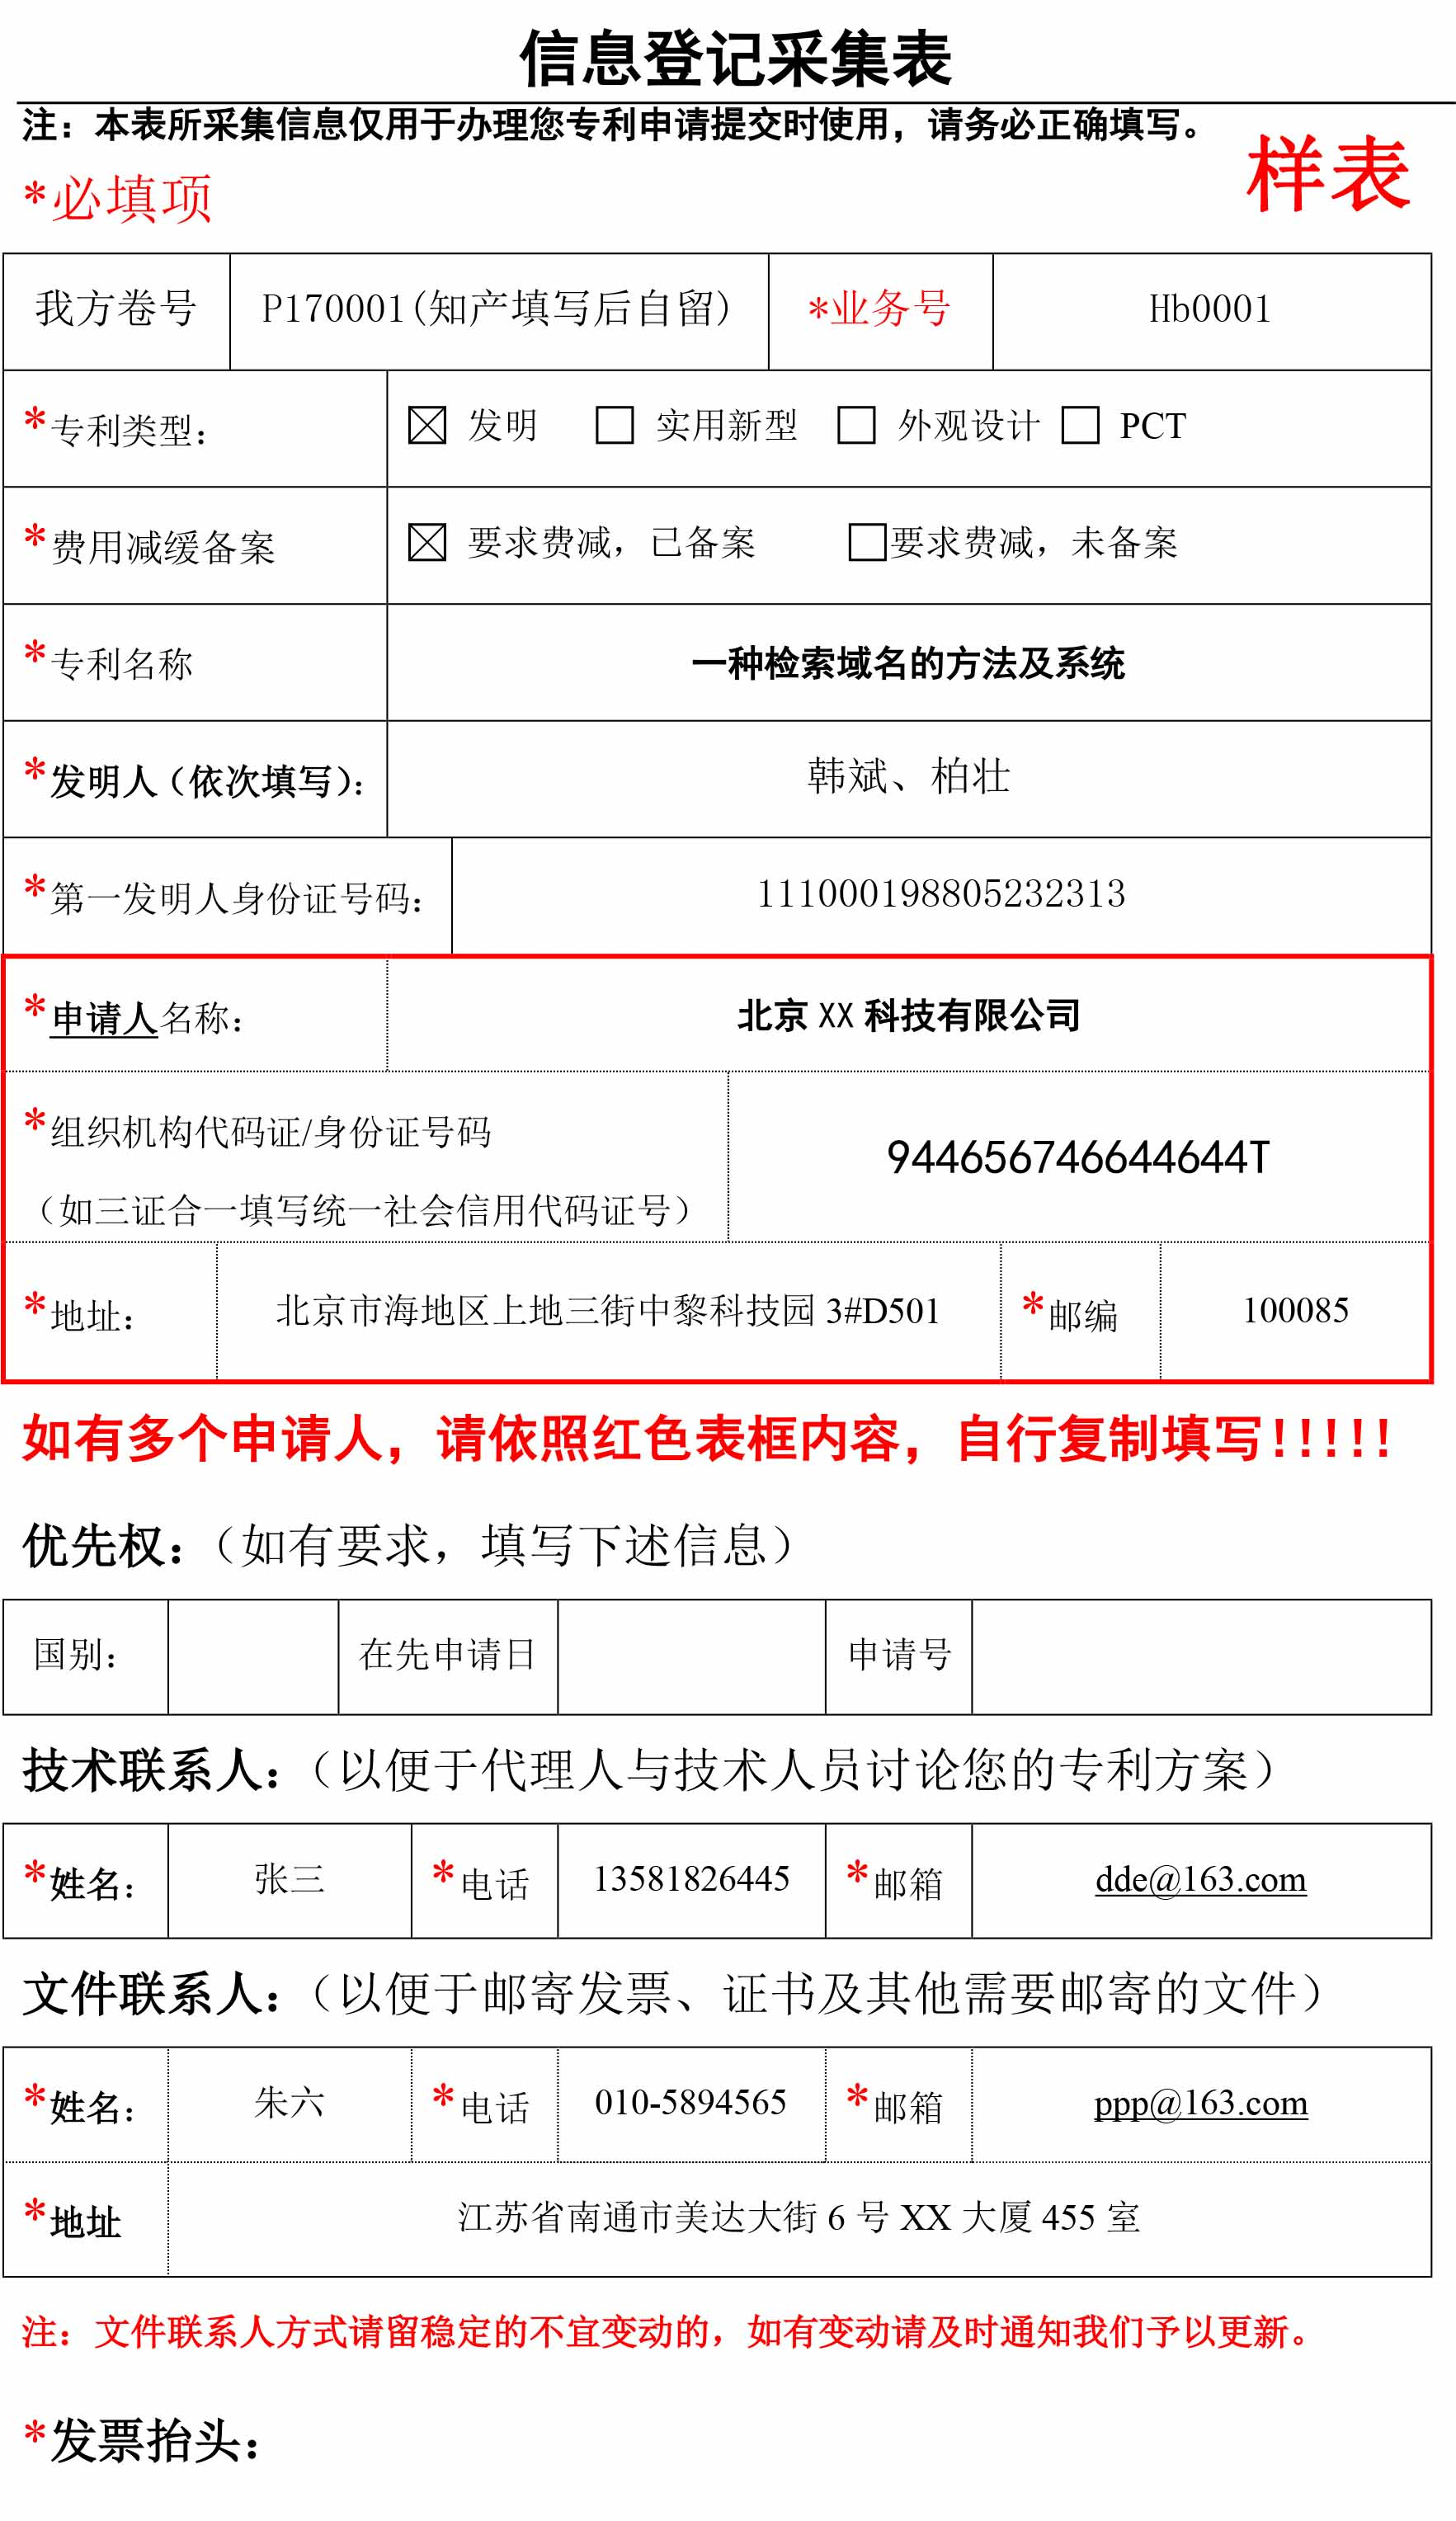 信息登记采集表
注：本表所采集信息仅用于办理您专利申请提交时使用，请务必正确填写。
样表
*必填项
我方卷号 P170001(知产填写后自留) *业务号 Hb0001
*专利类型： ☒ 发明 □ 实用新型 □ 外观设计 □ PCT
*费用减缓备案 ☒ 要求费减，已备案 □要求费减，未备案
*专利名称 一种检索域名的方法及系统
*发明人（依次填写）： 韩斌、柏壮
*第一发明人身份证号码： 111000198805232313
*申请人名称： 北京 XX 科技有限公司
*组织机构代码证/身份证号码
（如三证合一填写统一社会信用代码证号） 944656746644644T
*地址： 北京市海地区上地三街中黎科技园 3#D501 *邮编 100085
如有多个申请人，请依照红色表框内容，自行复制填写!!!!!
优先权：（如有要求，填写下述信息）
国别： 在先申请日 申请号
技术联系人：（以便于代理人与技术人员讨论您的专利方案）
*姓名： 张三 *电话 13581826445 *邮箱 dde@163.com
文件联系人：（以便于邮寄发票、证书及其他需要邮寄的文件）
*姓名： 朱六 *电话 010-5894565 *邮箱 ppp@163.com
*地址 江苏省南通市美达大街 6 号 XX 大厦 455 室
注：文件联系人方式请留稳定的不宜变动的，如有变动请及时通知我们予以更新。
*发票抬头：